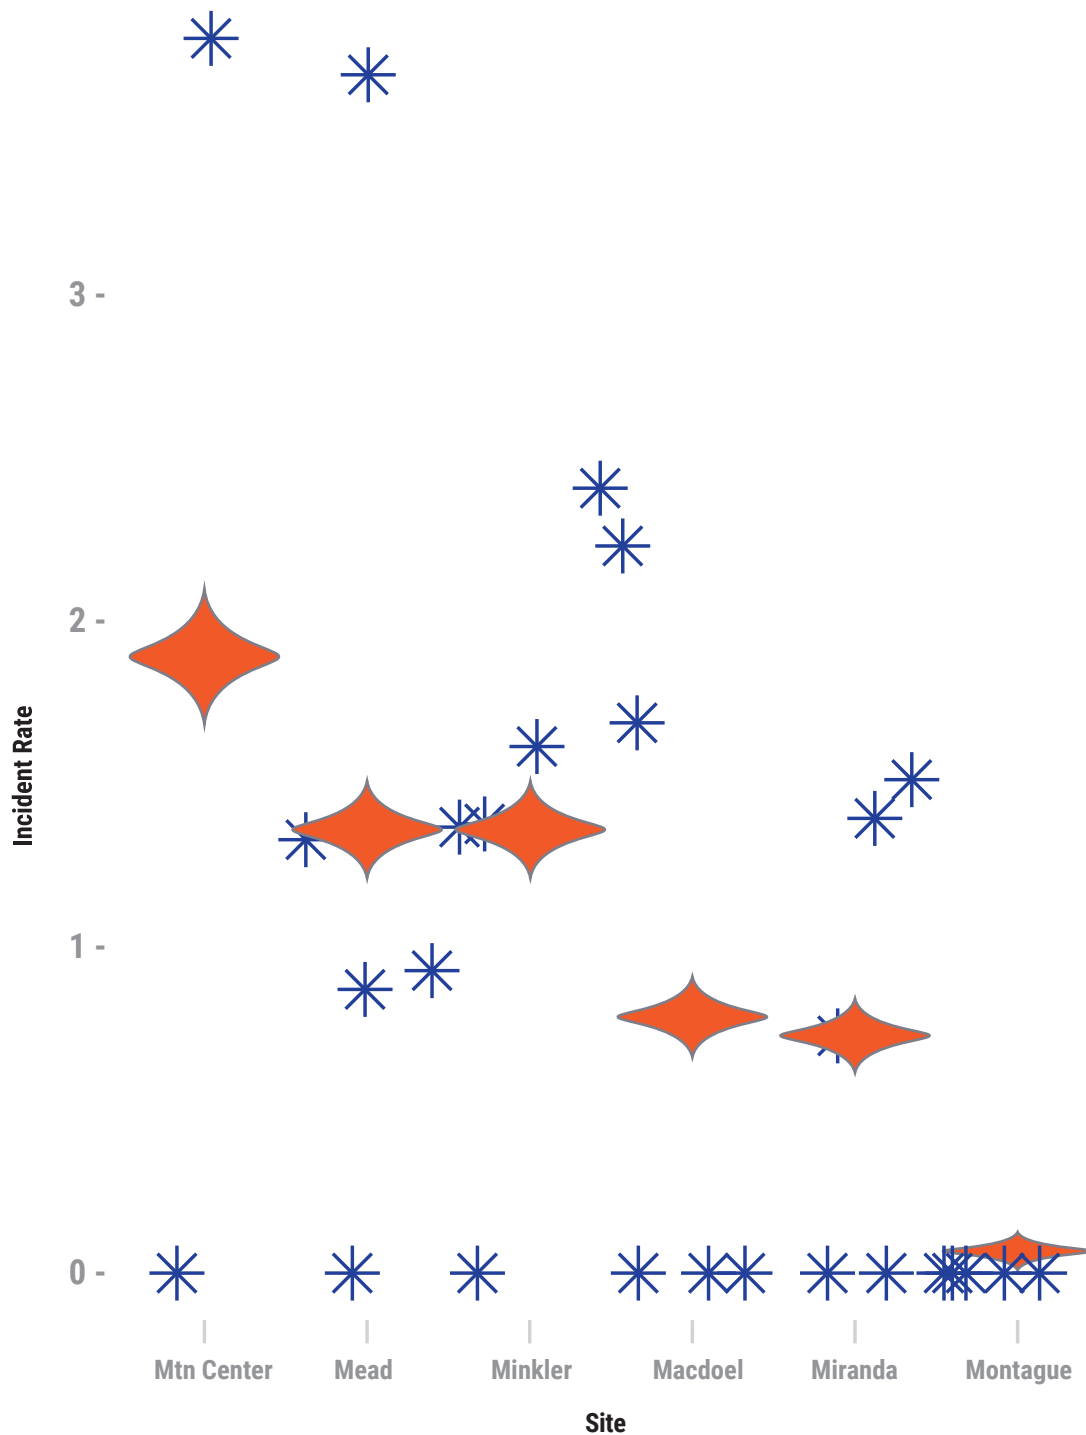 3 -
2 -
1 -
0 -
Incident Rate
Mtn Center
Mead
Minkler
Macdoel
Miranda
Montague
Site